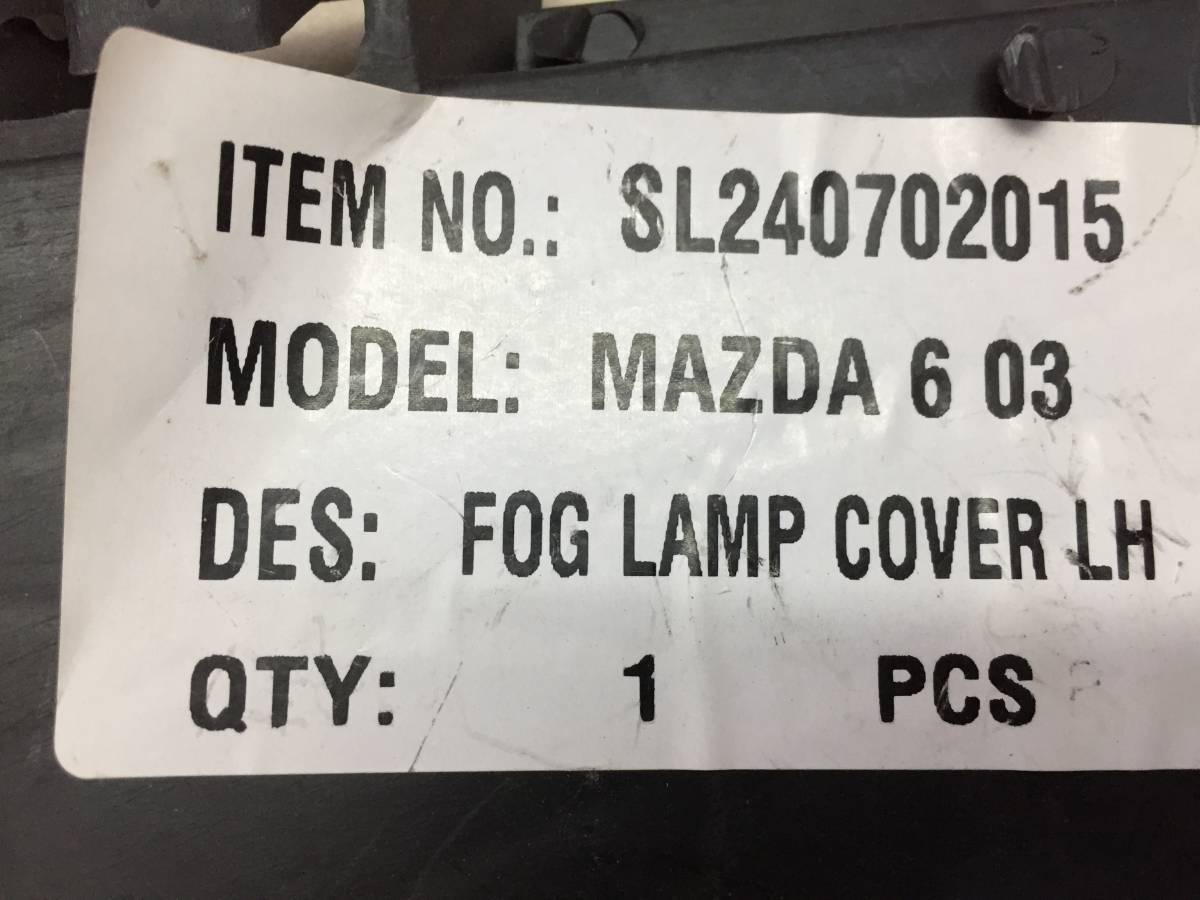 ITEM NO.: SL240702015
MODEL: MAZDA 6 03
DES: FOG LAMP COVER LH
QTY: 1 PCS